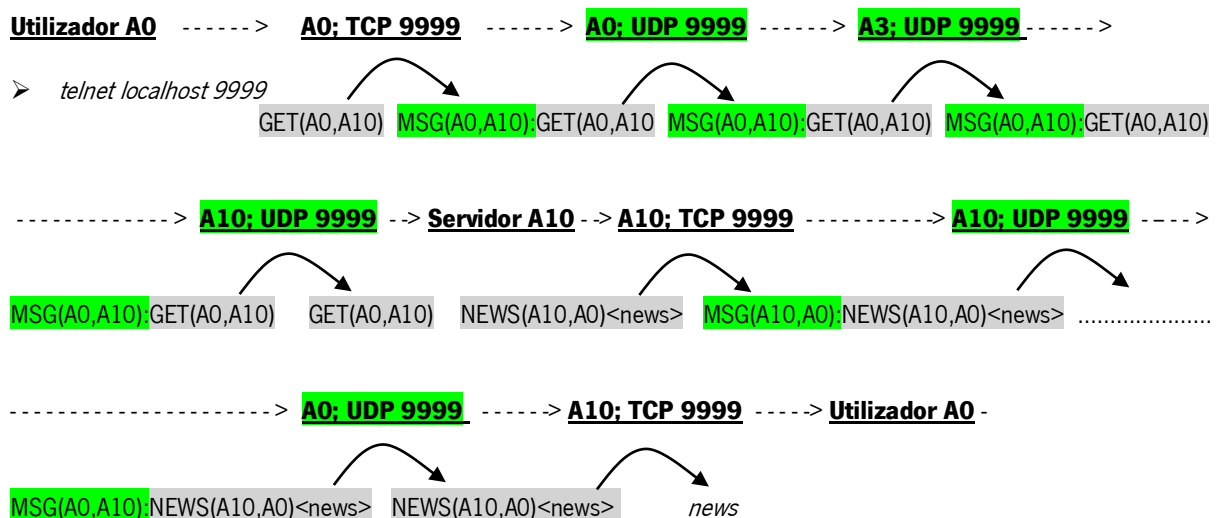 Utilizador A0 - - - - - - > A0; TCP 9999 - - - - - - > A0; UDP 9999 - - - - - - > A3; UDP 9999 - - - - - - >
➢ telnet localhost 9999
GET(A0,A10) MSG(A0,A10):GET(A0,A10 MSG(A0,A10):GET(A0,A10) MSG(A0,A10):GET(A0,A10)
- - - - - - - - - - - - - > A10; UDP 9999 - -> Servidor A10 - -> A10; TCP 9999 - - - - - - - - - - -> A10; UDP 9999 - -- - - >
MSG(A0,A10):GET(A0,A10) GET(A0,A10) NEWS(A10,A0)<news> MSG(A10,A0):NEWS(A10,A0)<news> .....................
- - - - - - - - - - - - - - - - - - - - - - > A0; UDP 9999 - - - - - -> A10; TCP 9999 - - - - -> Utilizador A0 -
MSG(A0,A10):NEWS(A10,A0)<news> NEWS(A10,A0)<news> news